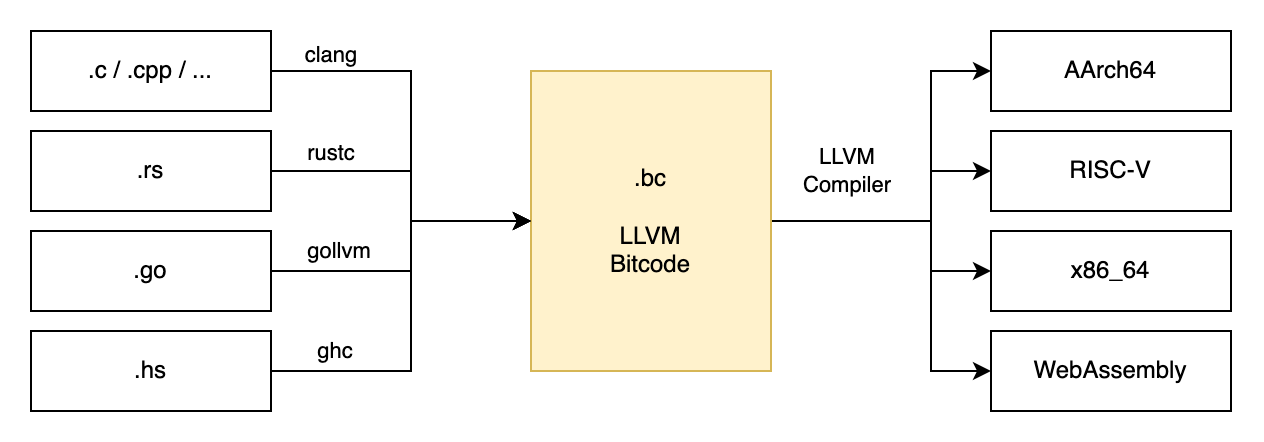 .c / .cpp / ...
clang
.rs
rustc
.go
gollvm
.hs
ghc
.bc
LLVM
Bitcode
LLVM
Compiler
AArch64
RISC-V
x86_64
WebAssembly